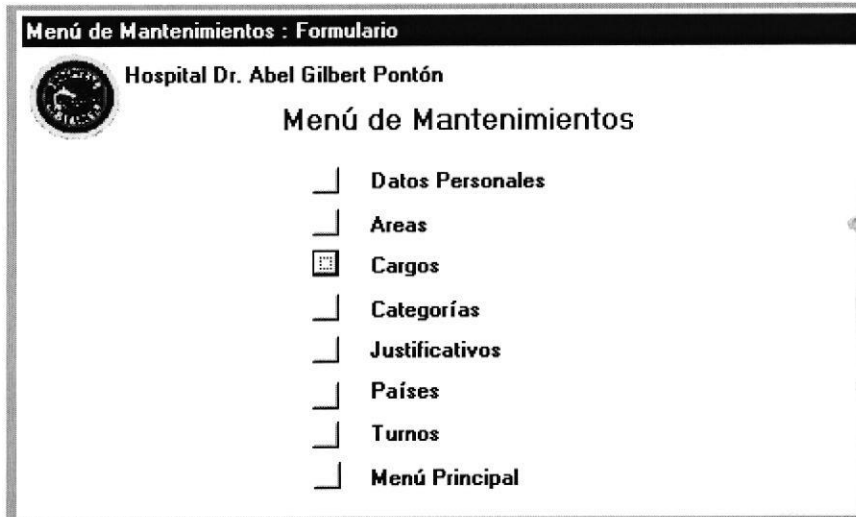 Menú de Mantenimientos : Formulario
Hospital Dr. Abel Gilbert Pontón
Menú de Mantenimientos
Datos Personales
Areas
Cargos
Categorías
Justificativos
Países
Turnos
Menú Principal